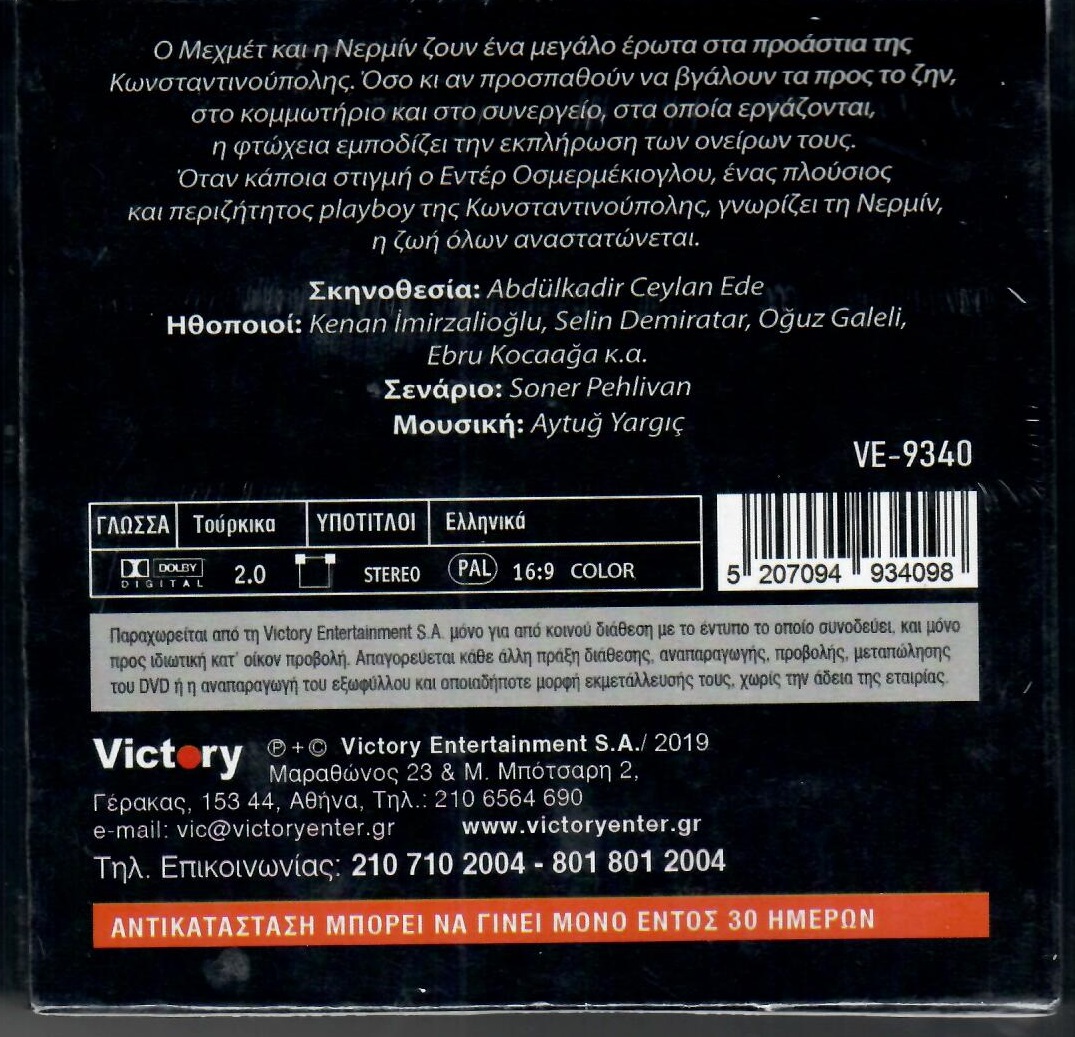 Ο Μεχμέτ και η Νερμίν ζουν ένα μεγάλο έρωτα στα προάστια της
Κωνσταντινούπολης. Όσο κι αν προσπαθούν να βγάλουν τα προς το ζην,
στο κομμωτήριο και στο συνεργείο, στα οποία εργάζονται,
η φτώχεια εμποδίζει την εκπλήρωση των ονείρων τους.
Όταν κάποια στιγμή ο Εντέρ Οσμερμέκιογλου, ένας πλούσιος
και περιζήτητος playboy της Κωνσταντινούπολης, γνωρίζει τη Νερμίν,
η ζωή όλων αναστατώνεται.
Σκηνοθεσία: Abdülkadir Ceylan Ede
Ηθοποιοί: Kenan İmirzalioğlu, Selin Demiratar, Oğuz Galeli,
Ebru Kocaağa κ.α.
Σενάριο: Soner Pehlivan
Μουσική: Aytuğ Yargıç
VE-9340
ΓΛΩΣΣΑ Τούρκικα ΥΠΟΤΙΤΛΟΙ Ελληνικά
DOLBY DIGITAL 2.0 STEREO PAL 16:9 COLOR
5 207094 934098
Παραχωρείται από τη Victory Entertainment S.A. μόνο για από κοινού διάθεση με το έντυπο το οποίο συνοδεύει, και μόνο
προς ιδιωτική κατ' οίκον προβολή. Απαγορεύεται κάθε άλλη πράξη διάθεσης, αναπαραγωγής, προβολής, μεταπώλησης
του DVD ή η αναπαραγωγή του εξωφύλλου και οποιαδήποτε μορφή εκμετάλλευσής τους, χωρίς την άδεια της εταιρίας.
Victory ℗ + © Victory Entertainment S.A./ 2019
Μαραθώνος 23 & Μ. Μπότσαρη 2,
Γέρακας, 153 44, Αθήνα, Τηλ.: 210 6564 690
e-mail: vic@victoryenter.gr www.victoryenter.gr
Τηλ. Επικοινωνίας: 210 710 2004 - 801 801 2004
ΑΝΤΙΚΑΤΑΣΤΑΣΗ ΜΠΟΡΕΙ ΝΑ ΓΙΝΕΙ ΜΟΝΟ ΕΝΤΟΣ 30 ΗΜΕΡΩΝ